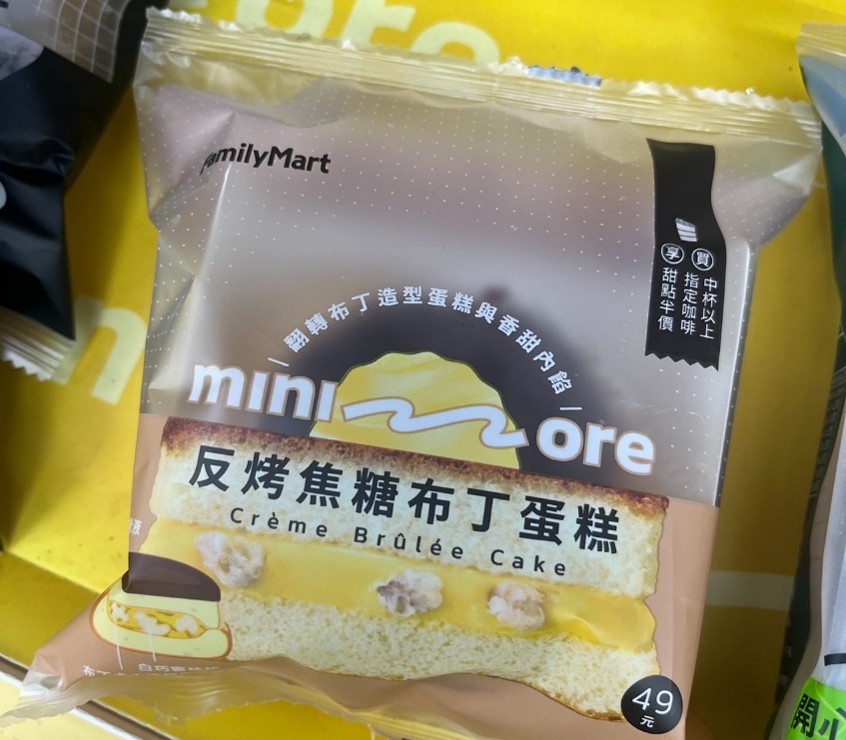 FamilyMart
享 買
中杯以上
指定咖啡
甜點半價
翻轉布丁造型蛋糕與香甜內餡
mini more
反烤焦糖布丁蛋糕
Crème Brûlée Cake
49
元
開心